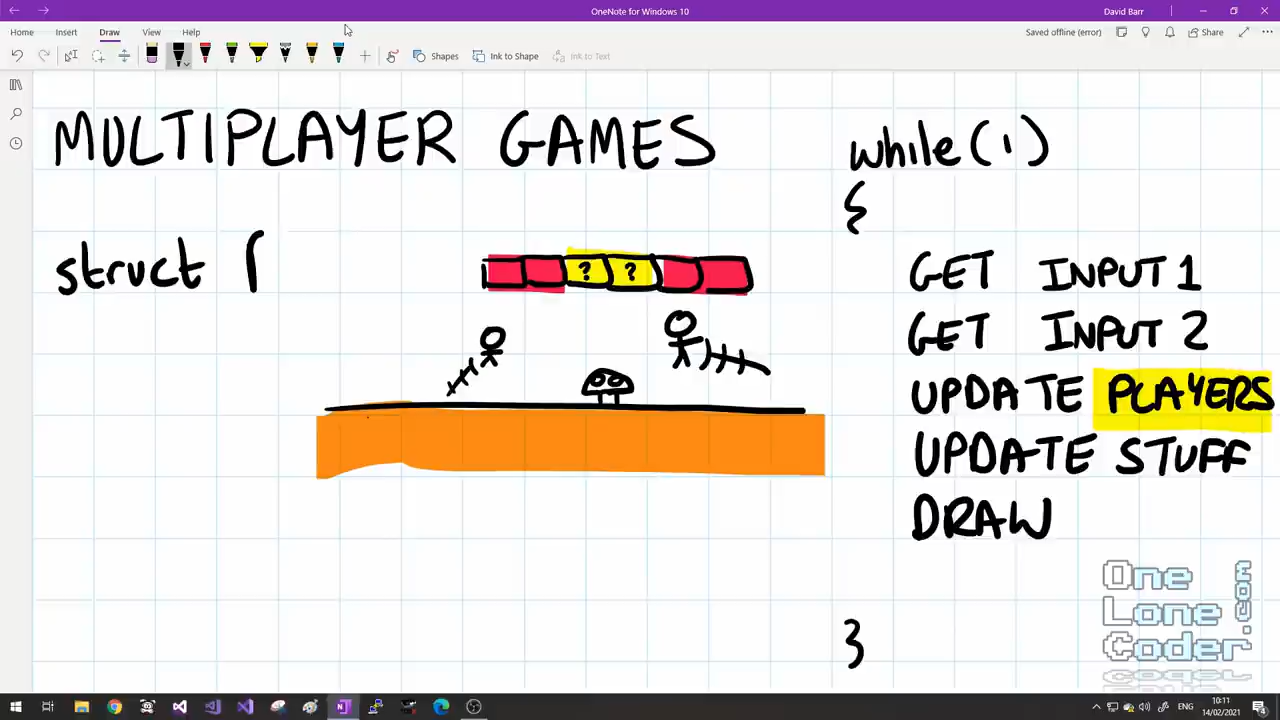 OneNote for Windows 10
David Barr
Home Insert Draw View Help
Saved offline (error)
Share
Shapes
Ink to Shape
Ink to Text
MULTIPLAYER GAMES
struct {
? ?
while(1)
{
GET INPUT 1
GET INPUT 2
UPDATE PLAYERS
UPDATE STUFF
DRAW
}
One
Lone
Coder.com
ENG
10:11
14/02/2021
4